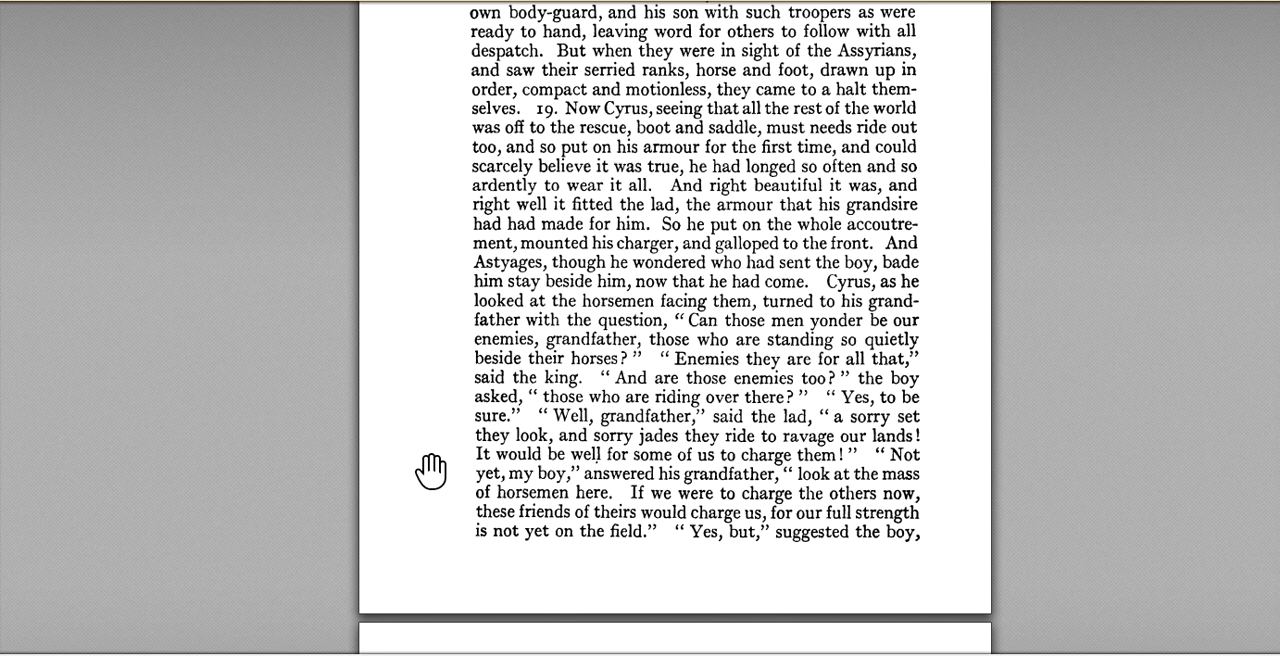 own body-guard, and his son with such troopers as were
ready to hand, leaving word for others to follow with all
despatch. But when they were in sight of the Assyrians,
and saw their serried ranks, horse and foot, drawn up in
order, compact and motionless, they came to a halt them-
selves. 19. Now Cyrus, seeing that all the rest of the world
was off to the rescue, boot and saddle, must needs ride out
too, and so put on his armour for the first time, and could
scarcely believe it was true, he had longed so often and so
ardently to wear it all. And right beautiful it was, and
right well it fitted the lad, the armour that his grandsire
had had made for him. So he put on the whole accoutre-
ment, mounted his charger, and galloped to the front. And
Astyages, though he wondered who had sent the boy, bade
him stay beside him, now that he had come. Cyrus, as he
looked at the horsemen facing them, turned to his grand-
father with the question, “ Can those men yonder be our
enemies, grandfather, those who are standing so quietly
beside their horses? ” “ Enemies they are for all that,”
said the king. “ And are those enemies too? ” the boy
asked, “ those who are riding over there? ” “ Yes, to be
sure.” “ Well, grandfather,” said the lad, “ a sorry set
they look, and sorry jades they ride to ravage our lands!
It would be well for some of us to charge them! ” “ Not
yet, my boy,” answered his grandfather, “ look at the mass
of horsemen here. If we were to charge the others now,
these friends of theirs would charge us, for our full strength
is not yet on the field.” “ Yes, but,” suggested the boy,